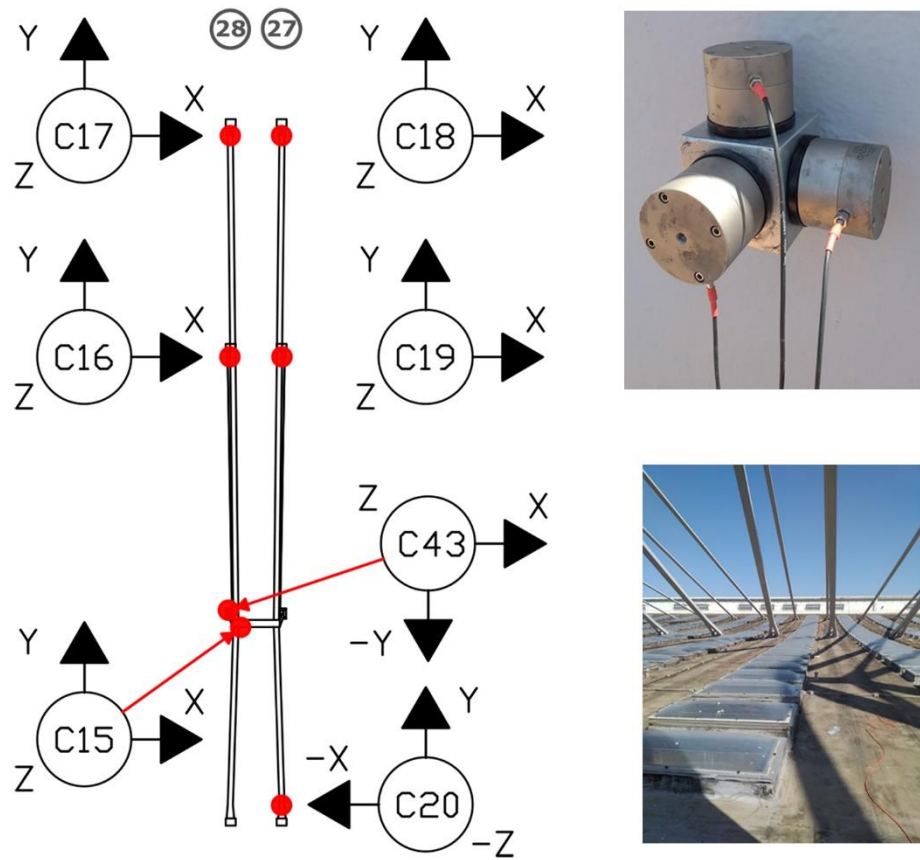 28 27
Y Y
C17 X C18 X
Z Z
Y Y
C16 X C19 X
Z Z
Z
C43 X
-Y
Y
C15 X
Z
Y
-X
C20
-Z